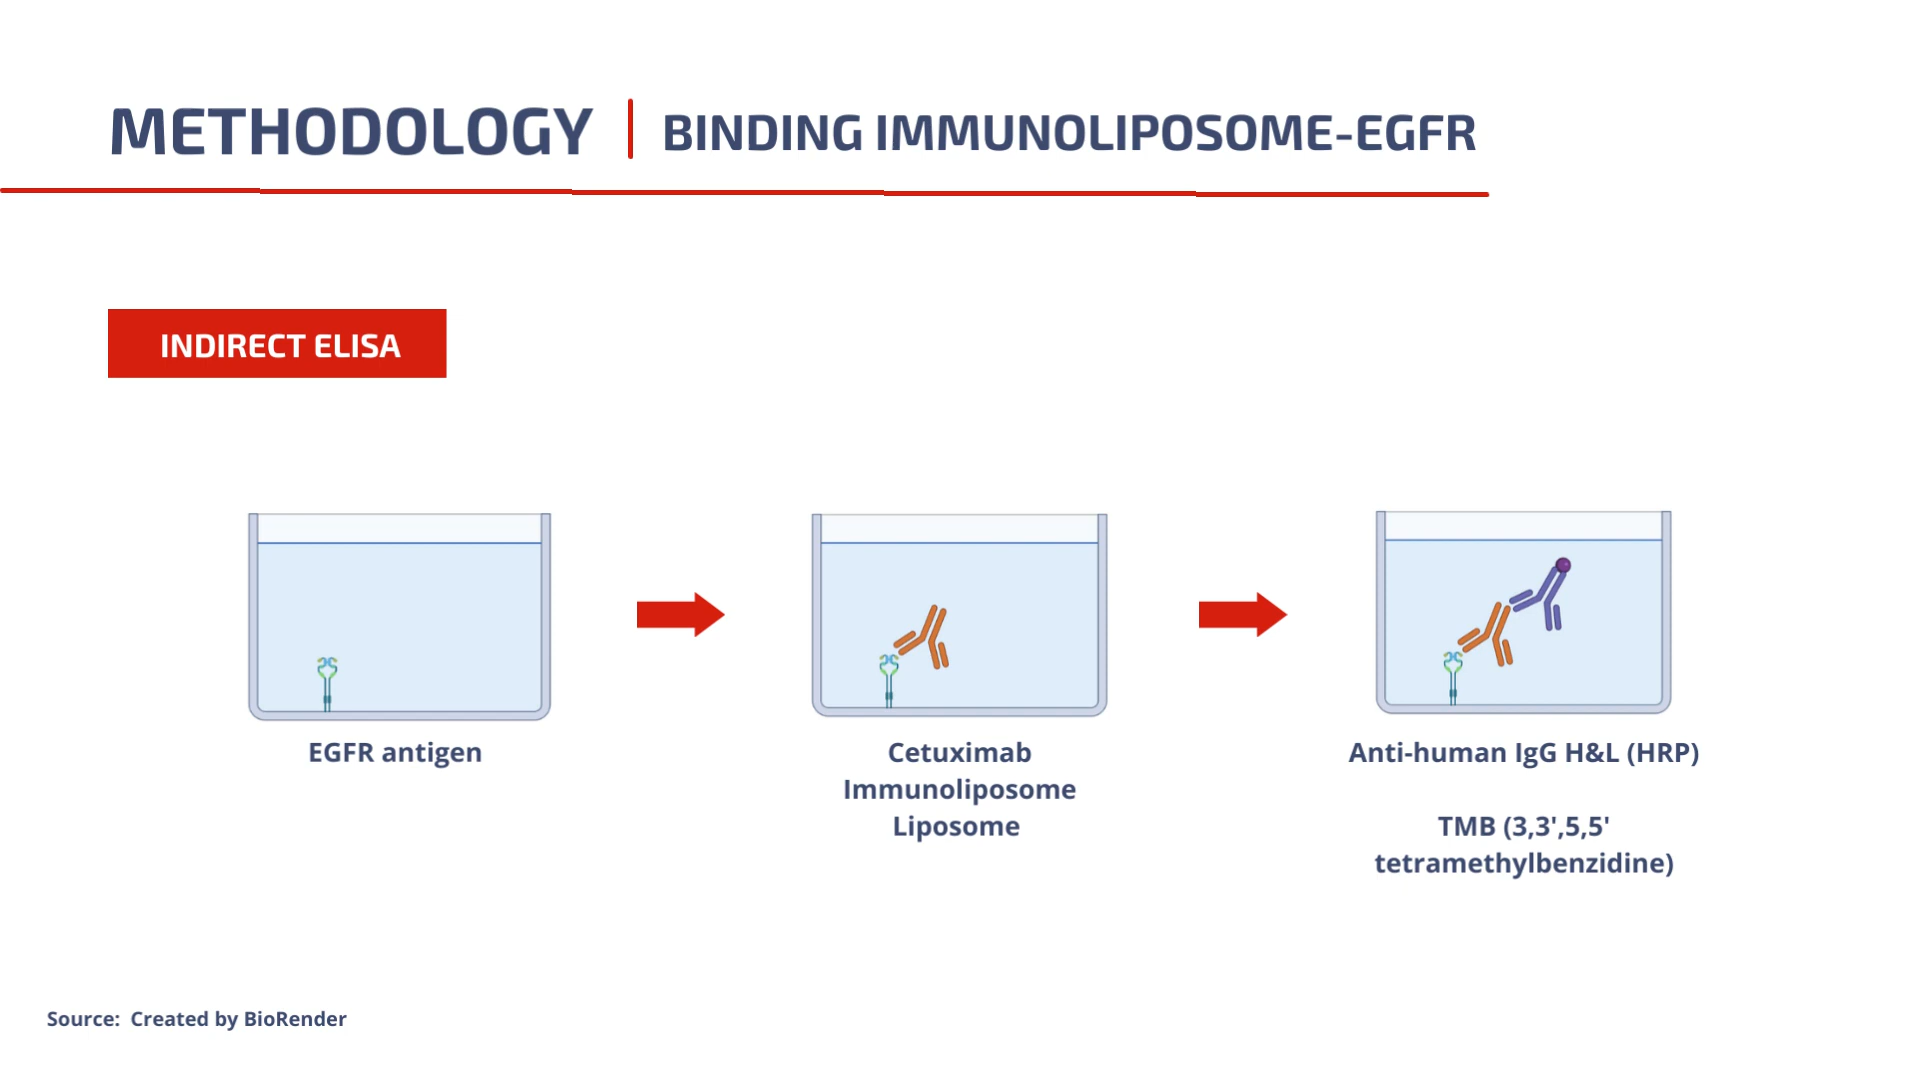 METHODOLOGY | BINDING IMMUNOLIPOSOME-EGFR
INDIRECT ELISA
EGFR antigen
Cetuximab
Immunoliposome
Liposome
Anti-human IgG H&L (HRP)
TMB (3,3',5,5'
tetramethylbenzidine)
Source: Created by BioRender